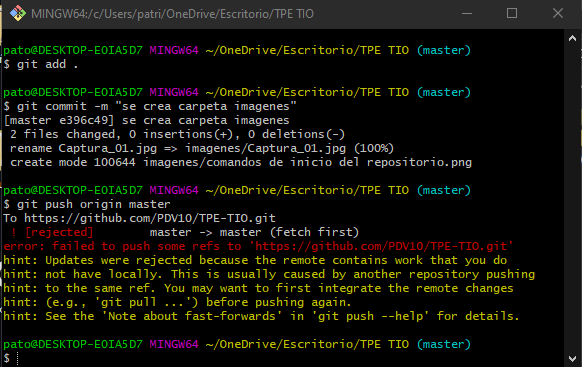 MINGW64:/c/Users/patri/OneDrive/Escritorio/TPE TIO
pato@DESKTOP-EOIA5D7 MINGW64 ~/OneDrive/Escritorio/TPE TIO (master)
$ git add .
pato@DESKTOP-EOIA5D7 MINGW64 ~/OneDrive/Escritorio/TPE TIO (master)
$ git commit -m "se crea carpeta imagenes"
[master e396c49] se crea carpeta imagenes
2 files changed, 0 insertions(+), 0 deletions(-)
rename Captura_01.jpg => imagenes/Captura_01.jpg (100%)
create mode 100644 imagenes/comandos de inicio del repositorio.png
pato@DESKTOP-EOIA5D7 MINGW64 ~/OneDrive/Escritorio/TPE TIO (master)
$ git push origin master
To https://github.com/PDV10/TPE-TIO.git
! [rejected]        master -> master (fetch first)
error: failed to push some refs to 'https://github.com/PDV10/TPE-TIO.git'
hint: Updates were rejected because the remote contains work that you do
hint: not have locally. This is usually caused by another repository pushing
hint: to the same ref. You may want to first integrate the remote changes
hint: (e.g., 'git pull ...') before pushing again.
hint: See the 'Note about fast-forwards' in 'git push --help' for details.
pato@DESKTOP-EOIA5D7 MINGW64 ~/OneDrive/Escritorio/TPE TIO (master)
$